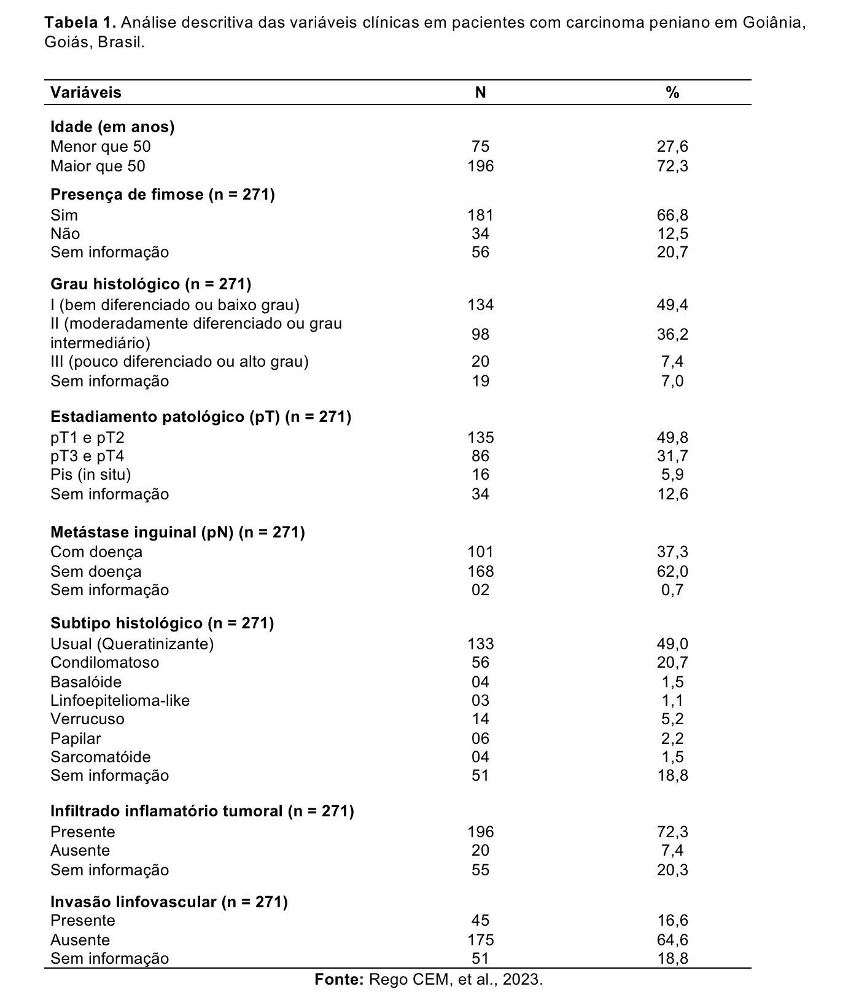 Tabela 1. Análise descritiva das variáveis clínicas em pacientes com carcinoma peniano em Goiânia,
Goiás, Brasil.
Variáveis N %
Idade (em anos)
Menor que 50 75 27,6
Maior que 50 196 72,3
Presença de fimose (n = 271)
Sim 181 66,8
Não 34 12,5
Sem informação 56 20,7
Grau histológico (n = 271)
I (bem diferenciado ou baixo grau) 134 49,4
II (moderadamente diferenciado ou grau
intermediário) 98 36,2
III (pouco diferenciado ou alto grau) 20 7,4
Sem informação 19 7,0
Estadiamento patológico (pT) (n = 271)
pT1 e pT2 135 49,8
pT3 e pT4 86 31,7
Pis (in situ) 16 5,9
Sem informação 34 12,6
Metástase inguinal (pN) (n = 271)
Com doença 101 37,3
Sem doença 168 62,0
Sem informação 02 0,7
Subtipo histológico (n = 271)
Usual (Queratinizante) 133 49,0
Condilomatoso 56 20,7
Basalóide 04 1,5
Linfoepitelioma-like 03 1,1
Verrucuso 14 5,2
Papilar 06 2,2
Sarcomatóide 04 1,5
Sem informação 51 18,8
Infiltrado inflamatório tumoral (n = 271)
Presente 196 72,3
Ausente 20 7,4
Sem informação 55 20,3
Invasão linfovascular (n = 271)
Presente 45 16,6
Ausente 175 64,6
Sem informação 51 18,8
Fonte: Rego CEM, et al., 2023.